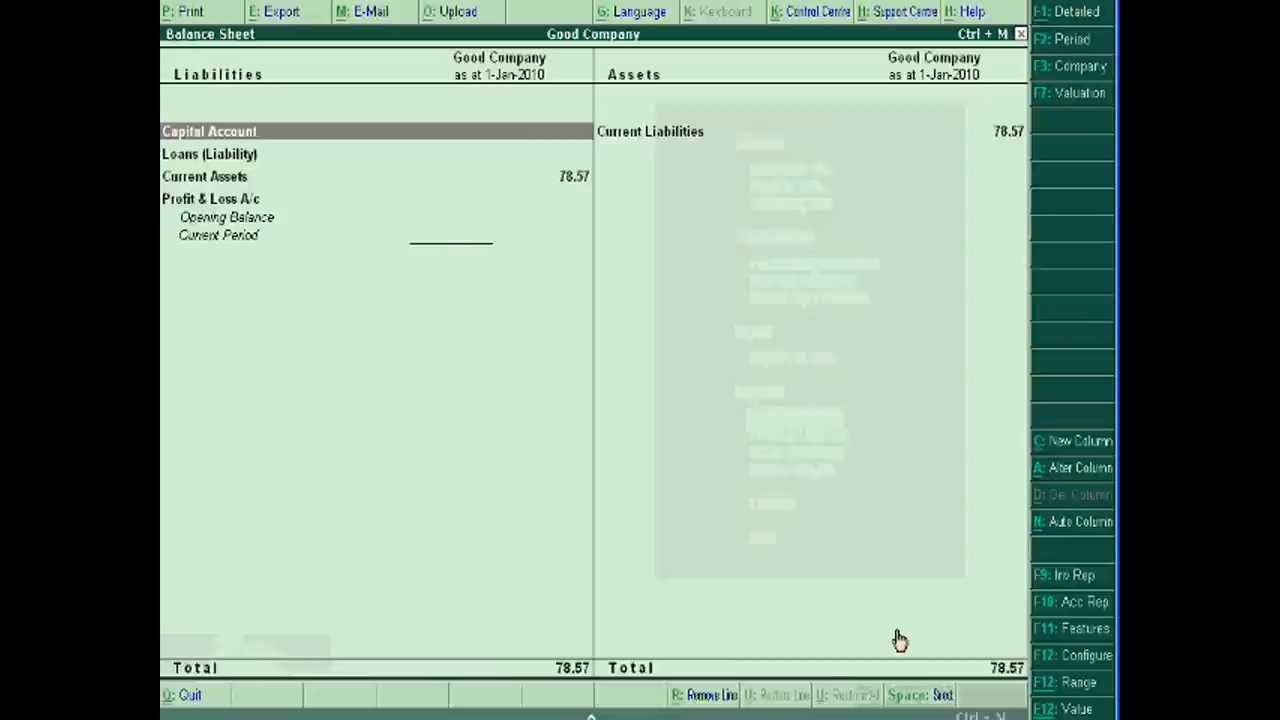 P: Print E: Export M: E-Mail O: Upload G: Language K: Keyboard K: Control Centre H: Support Centre H: Help
Balance Sheet Good Company Ctrl + M
Liabilities Good Company as at 1-Jan-2010 Assets Good Company as at 1-Jan-2010
Capital Account Current Liabilities 78.57
Loans (Liability)
Current Assets 78.57
Profit & Loss A/c
Opening Balance
Current Period
Total 78.57 Total 78.57
Q: Quit R: Remove Line U: Space: Select
Ctrl + N
F1: Detailed
F2: Period
F3: Company
F7: Valuation
C: New Column
A: Alter Column
D: Del Column
N: Auto Column
F9: Inv Rep
F10: Acc Rep
F11: Features
F12: Configure
F12: Range
F12: Value